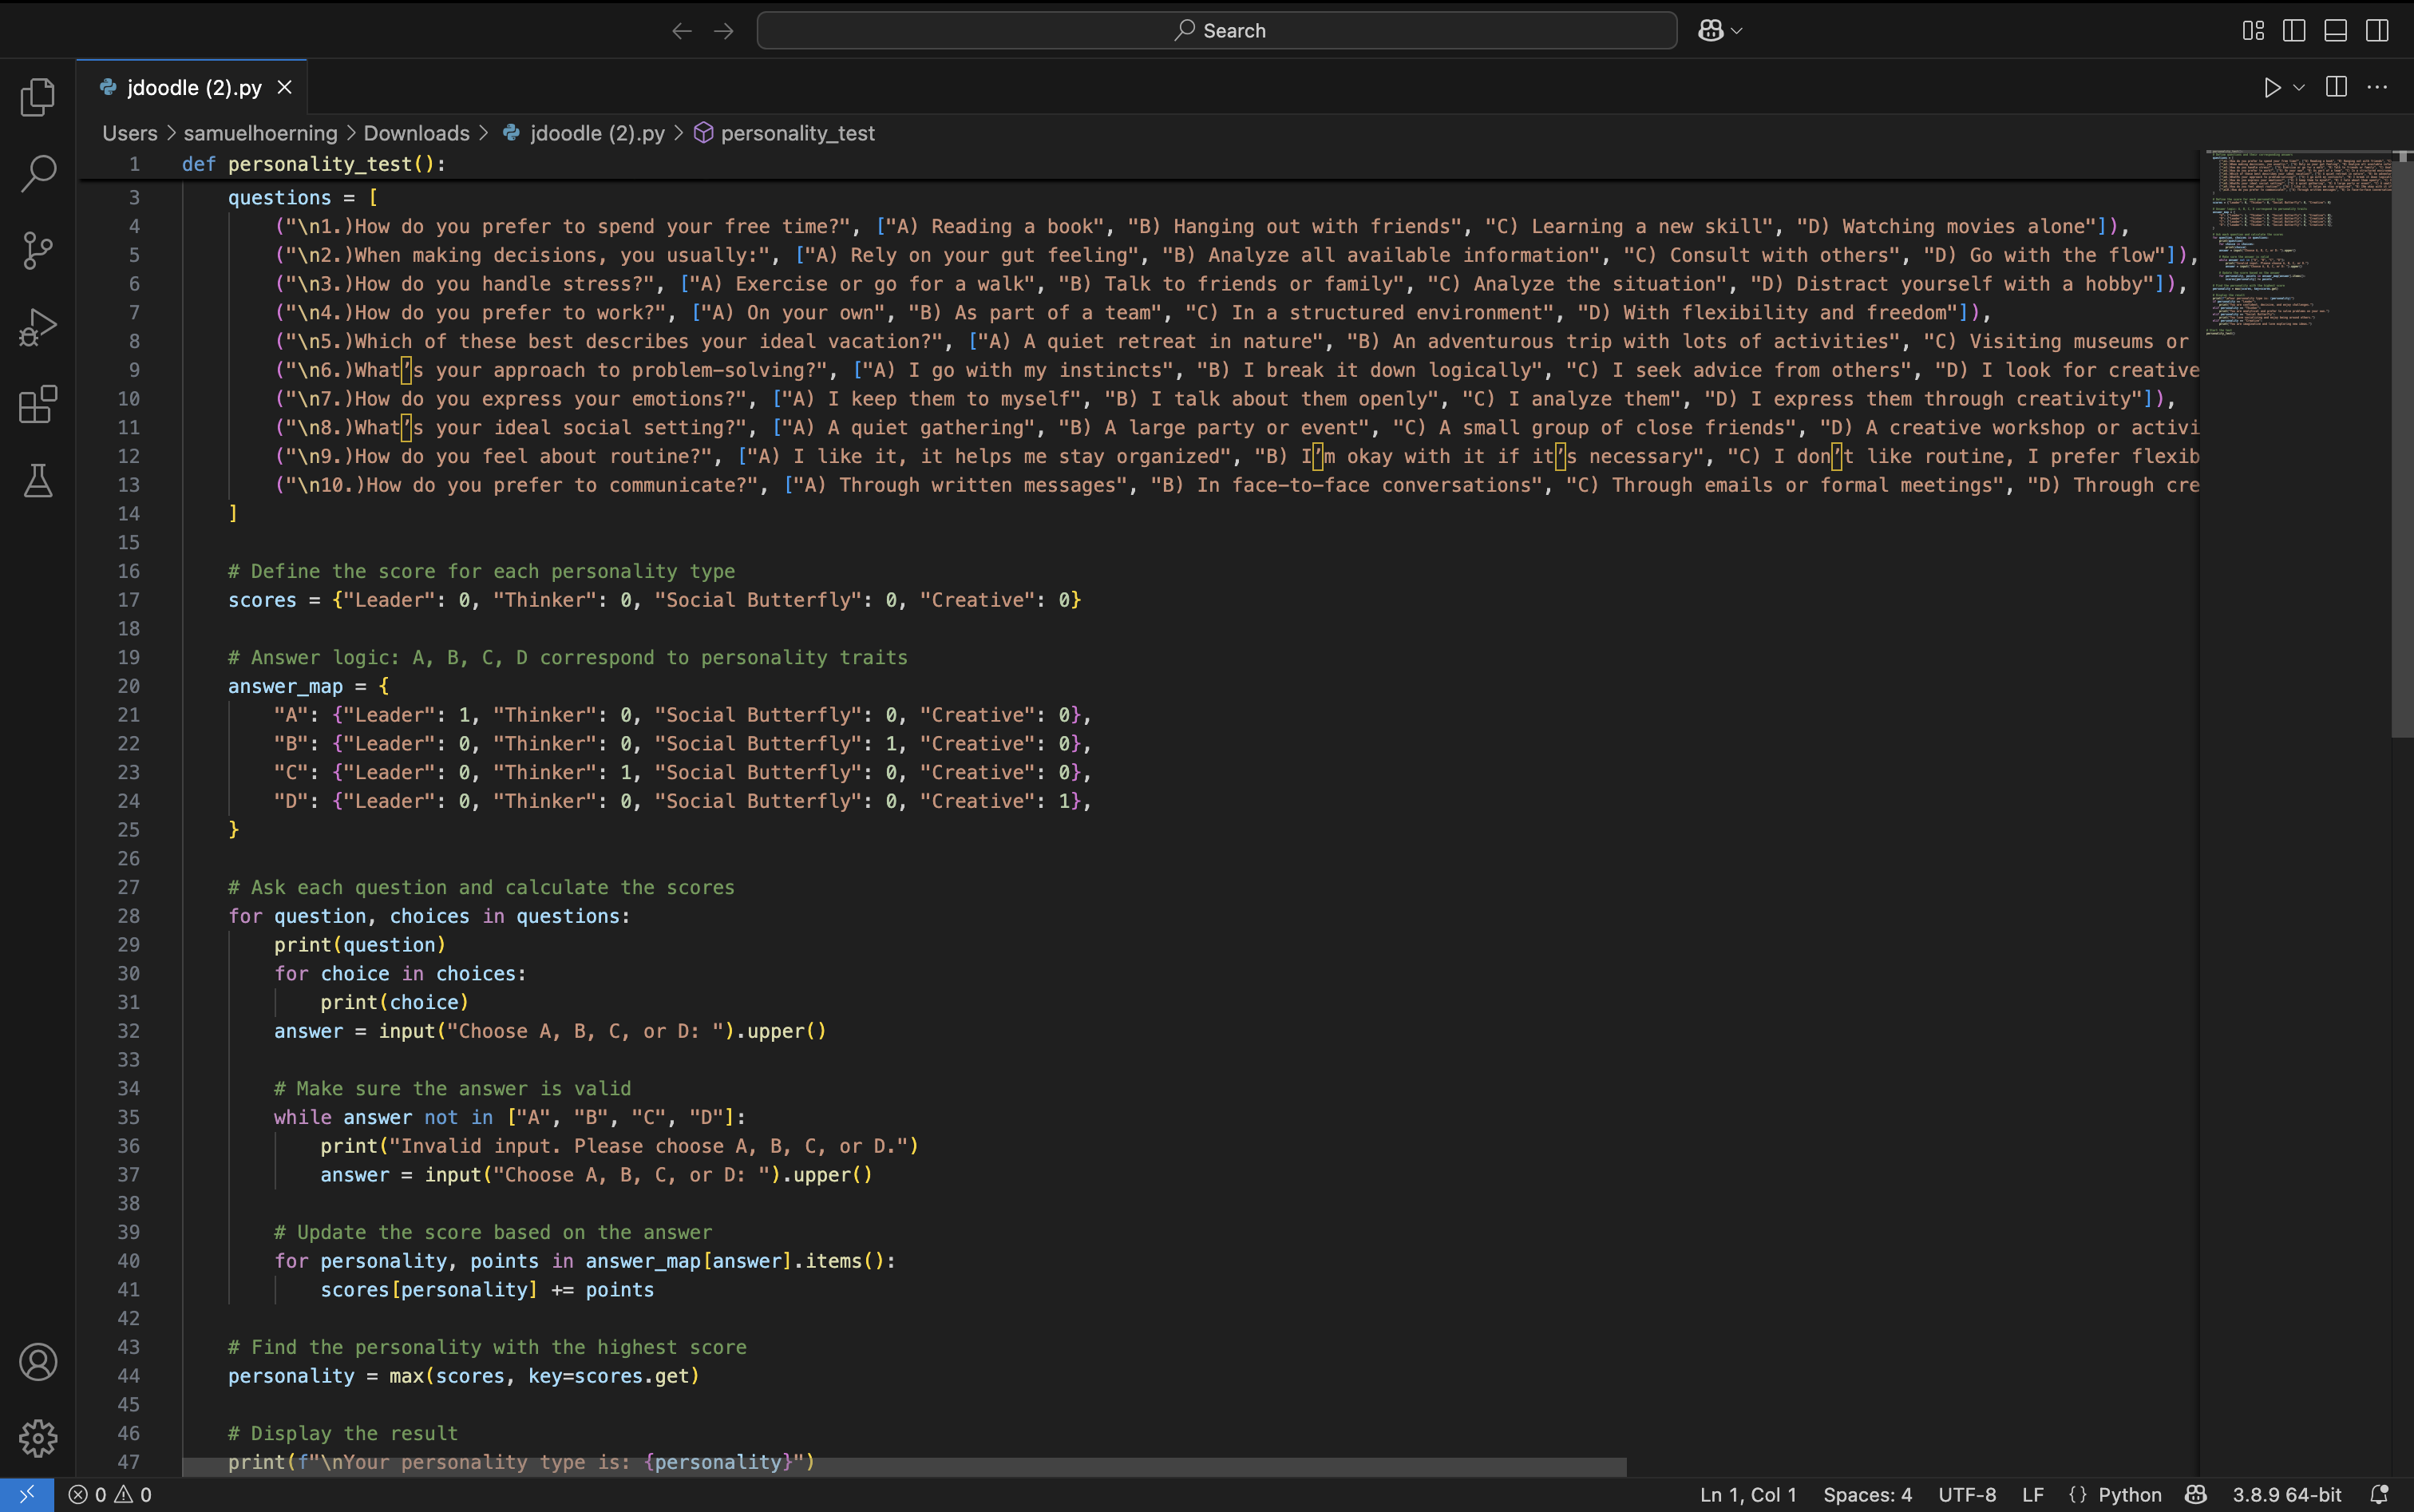 Search
jdoodle (2).py
Users > samuelhoerning > Downloads > jdoodle (2).py > personality_test
1 def personality_test():
3 questions = [
4 ("\n1.)How do you prefer to spend your free time?", ["A) Reading a book", "B) Hanging out with friends", "C) Learning a new skill", "D) Watching movies alone"]),
5 ("\n2.)When making decisions, you usually:", ["A) Rely on your gut feeling", "B) Analyze all available information", "C) Consult with others", "D) Go with the flow"]),
6 ("\n3.)How do you handle stress?", ["A) Exercise or go for a walk", "B) Talk to friends or family", "C) Analyze the situation", "D) Distract yourself with a hobby"]),
7 ("\n4.)How do you prefer to work?", ["A) On your own", "B) As part of a team", "C) In a structured environment", "D) With flexibility and freedom"]),
8 ("\n5.)Which of these best describes your ideal vacation?", ["A) A quiet retreat in nature", "B) An adventurous trip with lots of activities", "C) Visiting museums or
9 ("\n6.)What’s your approach to problem-solving?", ["A) I go with my instincts", "B) I break it down logically", "C) I seek advice from others", "D) I look for creative
10 ("\n7.)How do you express your emotions?", ["A) I keep them to myself", "B) I talk about them openly", "C) I analyze them", "D) I express them through creativity"]),
11 ("\n8.)What’s your ideal social setting?", ["A) A quiet gathering", "B) A large party or event", "C) A small group of close friends", "D) A creative workshop or activi
12 ("\n9.)How do you feel about routine?", ["A) I like it, it helps me stay organized", "B) I’m okay with it if it’s necessary", "C) I don’t like routine, I prefer flexib
13 ("\n10.)How do you prefer to communicate?", ["A) Through written messages", "B) In face-to-face conversations", "C) Through emails or formal meetings", "D) Through cre
14 ]
15
16 # Define the score for each personality type
17 scores = {"Leader": 0, "Thinker": 0, "Social Butterfly": 0, "Creative": 0}
18
19 # Answer logic: A, B, C, D correspond to personality traits
20 answer_map = {
21 "A": {"Leader": 1, "Thinker": 0, "Social Butterfly": 0, "Creative": 0},
22 "B": {"Leader": 0, "Thinker": 0, "Social Butterfly": 1, "Creative": 0},
23 "C": {"Leader": 0, "Thinker": 1, "Social Butterfly": 0, "Creative": 0},
24 "D": {"Leader": 0, "Thinker": 0, "Social Butterfly": 0, "Creative": 1},
25 }
26
27 # Ask each question and calculate the scores
28 for question, choices in questions:
29 print(question)
30 for choice in choices:
31 print(choice)
32 answer = input("Choose A, B, C, or D: ").upper()
33
34 # Make sure the answer is valid
35 while answer not in ["A", "B", "C", "D"]:
36 print("Invalid input. Please choose A, B, C, or D.")
37 answer = input("Choose A, B, C, or D: ").upper()
38
39 # Update the score based on the answer
40 for personality, points in answer_map[answer].items():
41 scores[personality] += points
42
43 # Find the personality with the highest score
44 personality = max(scores, key=scores.get)
45
46 # Display the result
47 print(f"\nYour personality type is: {personality}")
0 0 Ln 1, Col 1 Spaces: 4 UTF-8 LF {} Python 3.8.9 64-bit